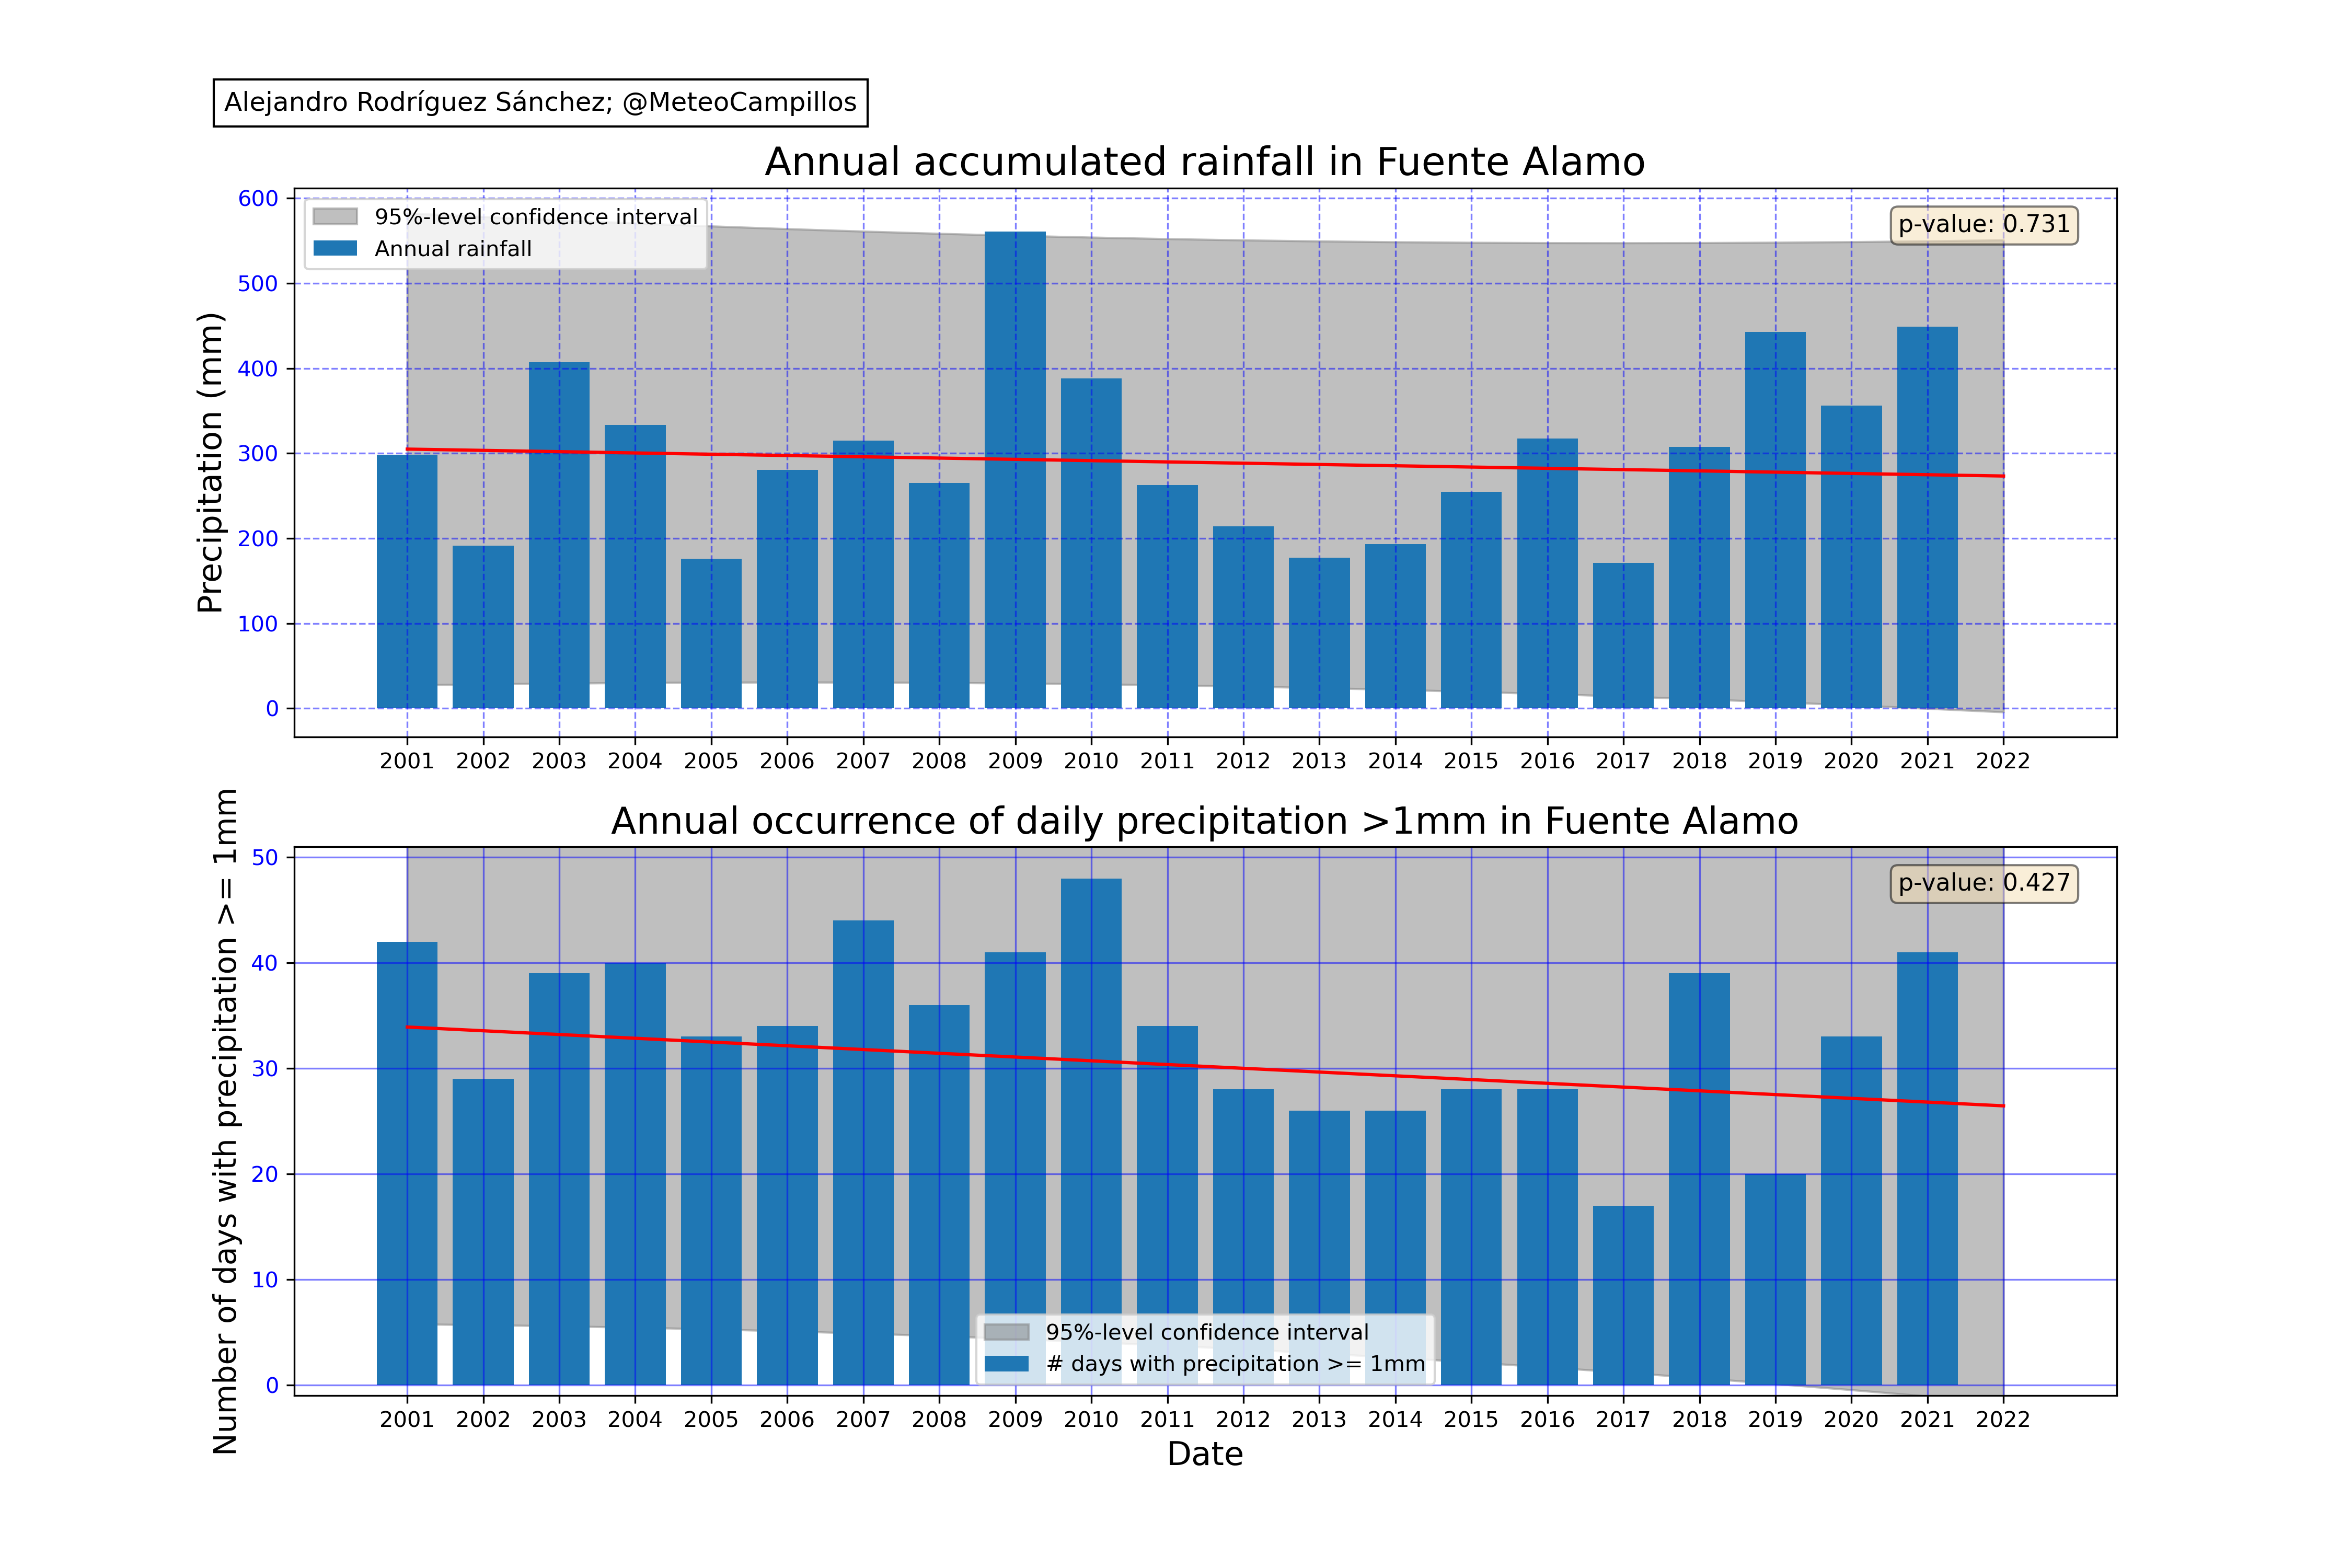 Alejandro Rodríguez Sánchez; @MeteoCampillos
Annual accumulated rainfall in Fuente Alamo
95%-level confidence interval
Annual rainfall
p-value: 0.731
Precipitation (mm)
600
500
400
300
200
100
0
2001 2002 2003 2004 2005 2006 2007 2008 2009 2010 2011 2012 2013 2014 2015 2016 2017 2018 2019 2020 2021 2022
Annual occurrence of daily precipitation >1mm in Fuente Alamo
p-value: 0.427
Number of days with precipitation >= 1mm
50
40
30
20
10
0
95%-level confidence interval
# days with precipitation >= 1mm
2001 2002 2003 2004 2005 2006 2007 2008 2009 2010 2011 2012 2013 2014 2015 2016 2017 2018 2019 2020 2021 2022
Date